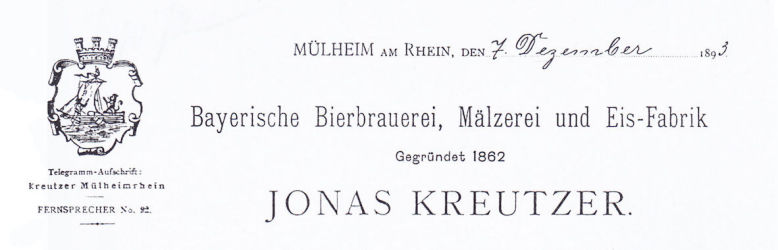 MÜLHEIM AM RHEIN, DEN 7. Dezember 1893
Bayerische Bierbrauerei, Mälzerei und Eis-Fabrik
Gegründet 1862
JONAS KREUTZER.
Telegramm-Aufschrift:
Kreutzer Mülheimrhein
FERNSPRECHER No. 92.